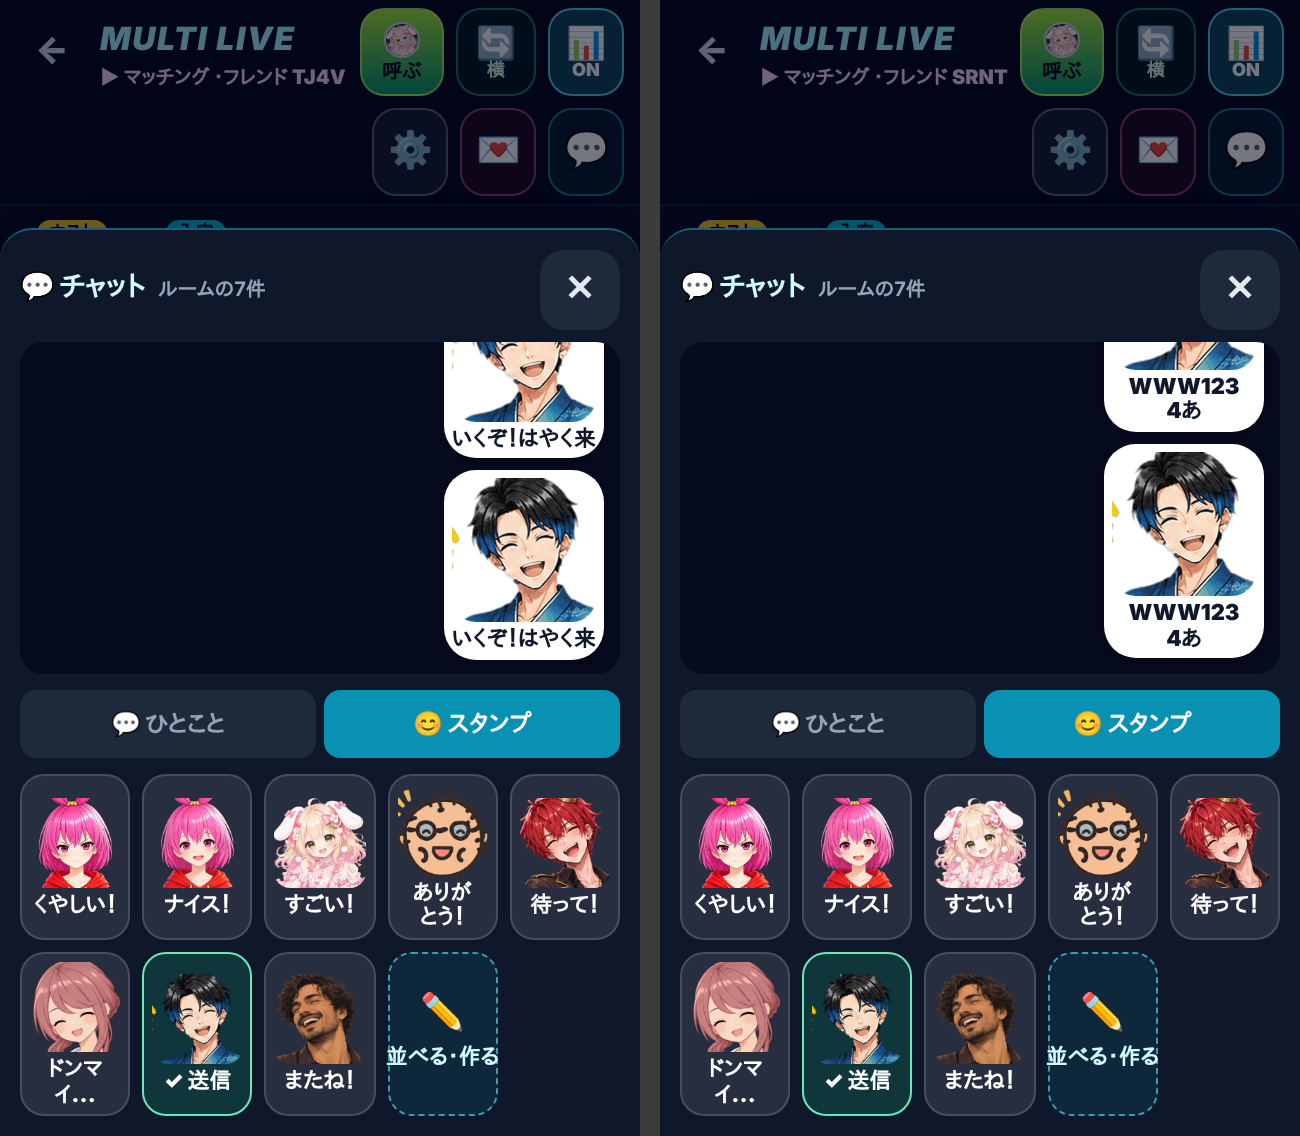 MULTI LIVE
▶ マッチング ・フレンド TJ4V
呼ぶ
横
ON
💬 チャット ルームの7件
✕
いくぞ!はやく来
いくぞ!はやく来
💬 ひとこと
😊 スタンプ
くやしい!
ナイス!
すごい!
ありが
とう!
待って!
ドンマ
イ…
✓ 送信
またね!
並べる・作る
MULTI LIVE
▶ マッチング ・フレンド SRNT
呼ぶ
横
ON
💬 チャット ルームの7件
✕
WWW123
4あ
WWW123
4あ
💬 ひとこと
😊 スタンプ
くやしい!
ナイス!
すごい!
ありが
とう!
待って!
ドンマ
イ…
✓ 送信
またね!
並べる・作る